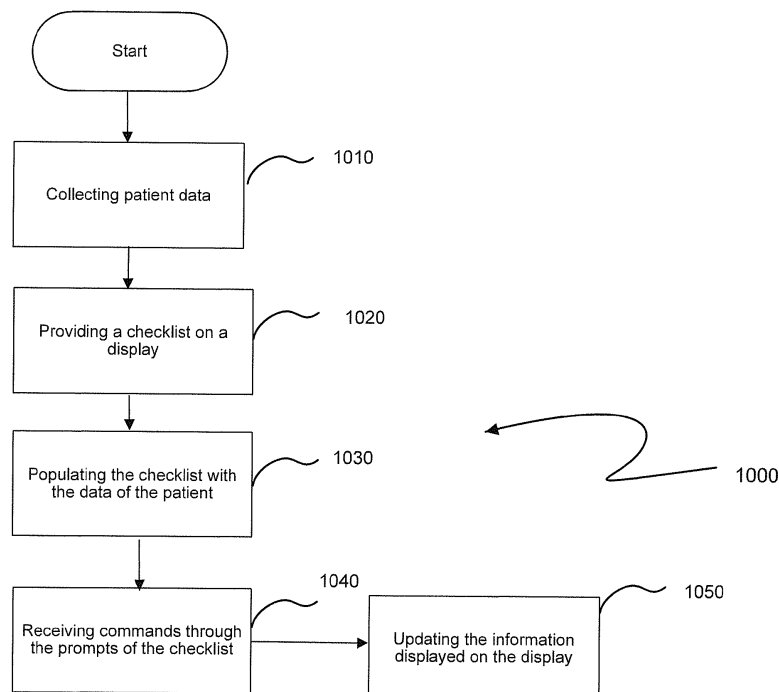 Start
1010
Collecting patient data
1020
Providing a checklist on a
display
1030
Populating the checklist with
the data of the patient
1000
1040
Receiving commands through
the prompts of the checklist
1050
Updating the information
displayed on the display